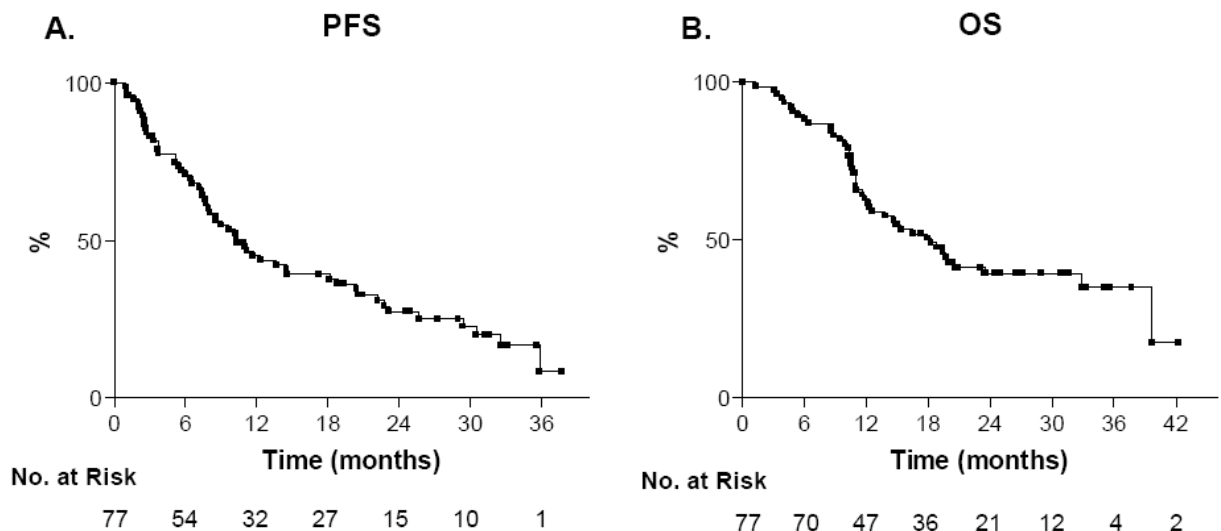 A. PFS
100
50
0
%
0 6 12 18 24 30 36
Time (months)
No. at Risk
77 54 32 27 15 10 1
B. OS
100
50
0
%
0 6 12 18 24 30 36 42
Time (months)
No. at Risk
77 70 47 36 21 12 4 2